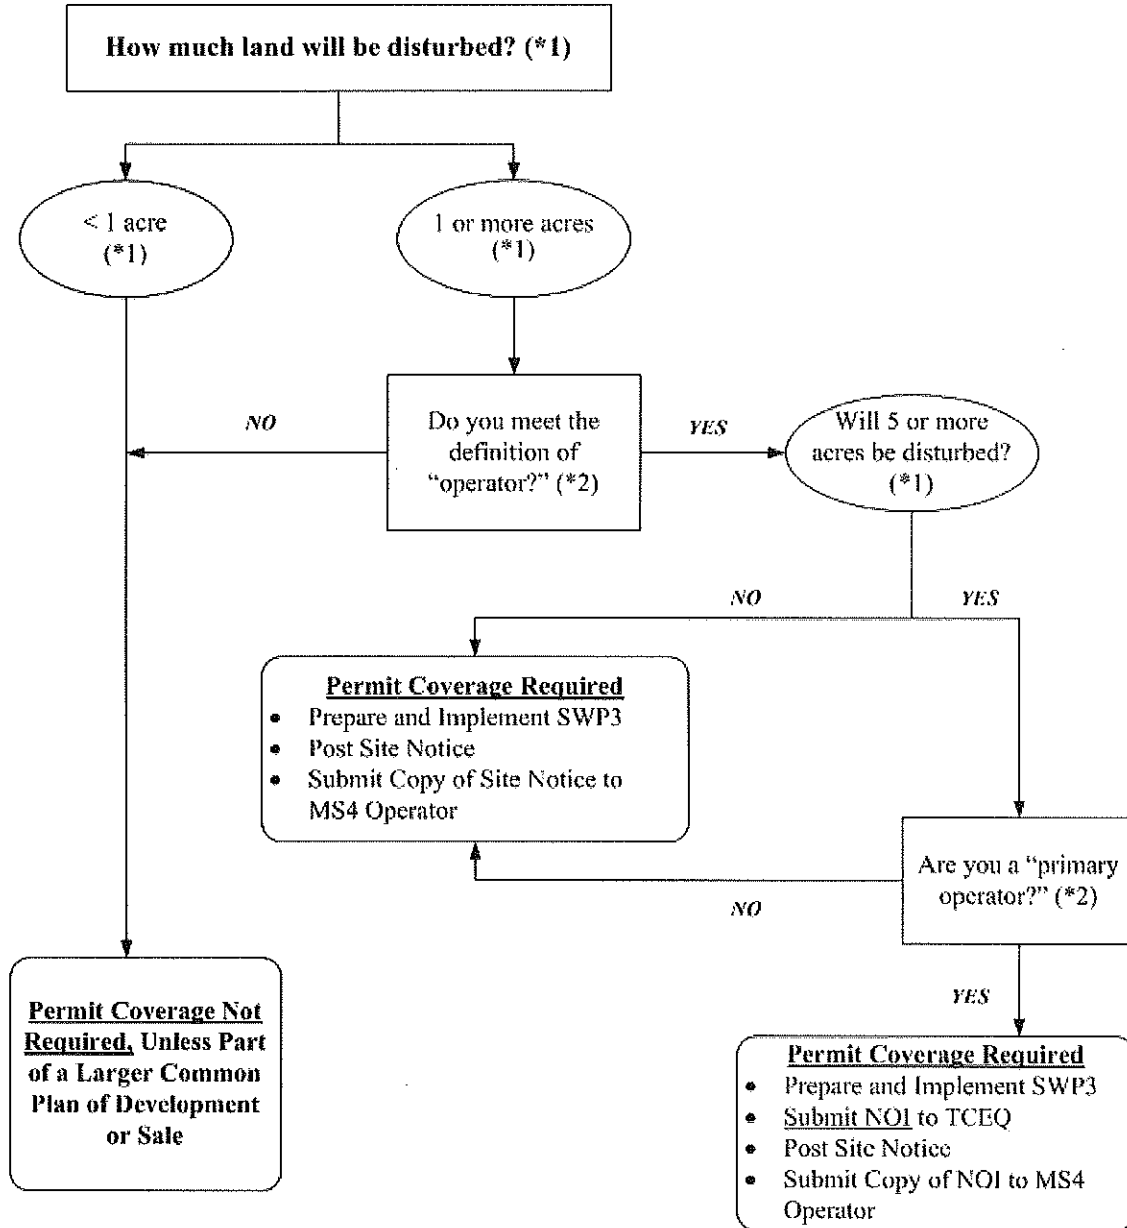 How much land will be disturbed? (*1)
< 1 acre
(*1)
1 or more acres
(*1)
Do you meet the
definition of
“operator?” (*2)
NO
YES
Will 5 or more
acres be disturbed?
(*1)
NO
YES
Permit Coverage Required
• Prepare and Implement SWP3
• Post Site Notice
• Submit Copy of Site Notice to
MS4 Operator
Are you a “primary
operator?” (*2)
NO
YES
Permit Coverage Not
Required, Unless Part
of a Larger Common
Plan of Development
or Sale
Permit Coverage Required
• Prepare and Implement SWP3
• Submit NOI to TCEQ
• Post Site Notice
• Submit Copy of NOI to MS4
Operator